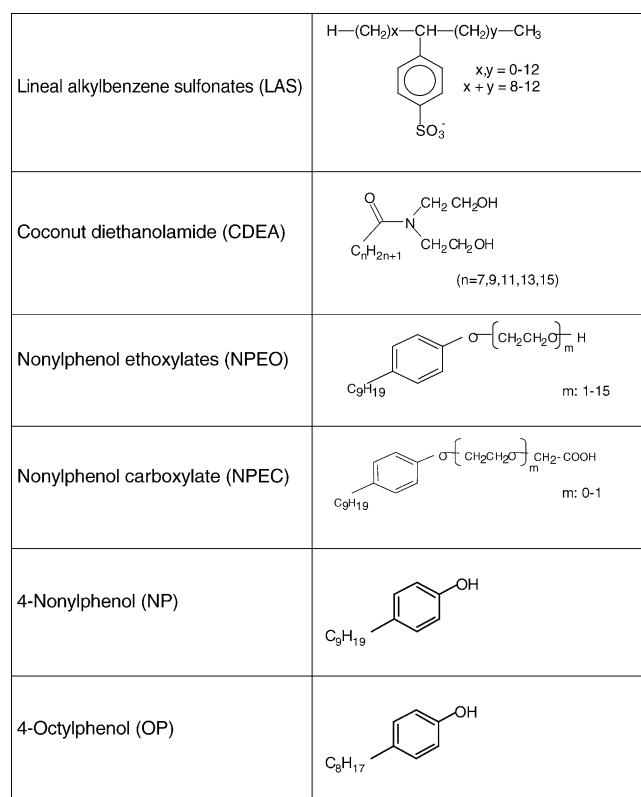 Lineal alkylbenzene sulfonates (LAS)
H—(CH₂)x—CH—(CH₂)y—CH₃
x,y = 0-12
x + y = 8-12
SO₃⁻
Coconut diethanolamide (CDEA)
O
CH₂ CH₂OH
N
CH₂CH₂OH
CₙH₂ₙ₊₁
(n=7,9,11,13,15)
Nonylphenol ethoxylates (NPEO)
O—(CH₂CH₂O)ₘ—H
C₉H₁₉
m: 1-15
Nonylphenol carboxylate (NPEC)
O—(CH₂CH₂O)ₘ—CH₂-COOH
C₉H₁₉
m: 0-1
4-Nonylphenol (NP)
OH
C₉H₁₉
4-Octylphenol (OP)
OH
C₈H₁₇